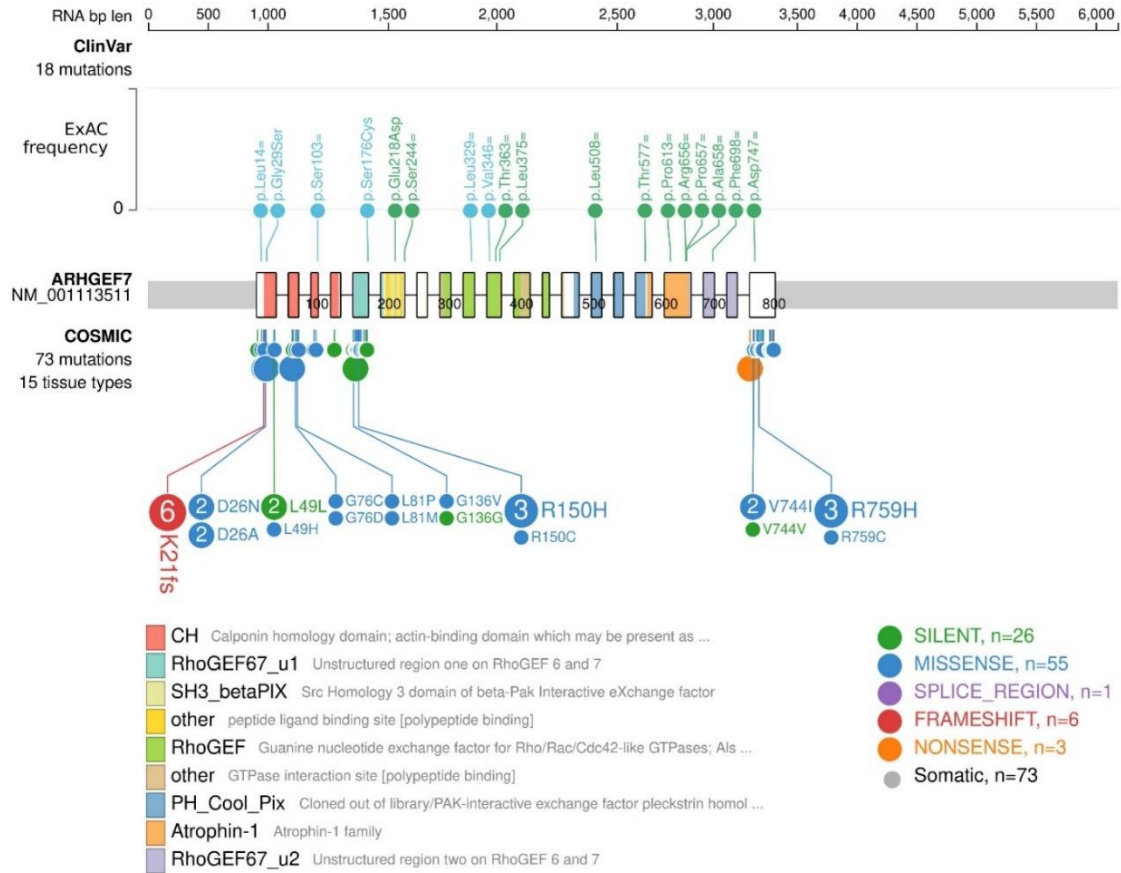 RNA bp len
0 500 1,000 1,500 2,000 2,500 3,000 3,500 4,000 4,500 5,000 5,500 6,000
ClinVar
18 mutations
ExAC
frequency
0
p.Leu14=
p.Gly29Ser
p.Ser103=
p.Ser176Cys
p.Glu218Asp
p.Ser244=
p.Leu329=
p.Val346=
p.Thr363=
p.Leu375=
p.Leu508=
p.Thr577=
p.Pro613=
p.Arg656=
p.Pro657=
p.Ala658=
p.Phe698=
p.Asp747=
ARHGEF7
NM_001113511
100 200 300 400 500 600 700 800
COSMIC
73 mutations
15 tissue types
6 K21fs
2 D26N
2 D26A
2 L49L
L49H
G76C
G76D
L81P
L81M
G136V
G136G
3 R150H
R150C
2 V744I
V744V
3 R759H
R759C
CH Calponin homology domain; actin-binding domain which may be present as ...
RhoGEF67_u1 Unstructured region one on RhoGEF 6 and 7
SH3_betaPIX Src Homology 3 domain of beta-Pak Interactive eXchange factor
other peptide ligand binding site [polypeptide binding]
RhoGEF Guanine nucleotide exchange factor for Rho/Rac/Cdc42-like GTPases; Als ...
other GTPase interaction site [polypeptide binding]
PH_Cool_Pix Cloned out of library/PAK-interactive exchange factor pleckstrin homol ...
Atrophin-1 Atrophin-1 family
RhoGEF67_u2 Unstructured region two on RhoGEF 6 and 7
SILENT, n=26
MISSENSE, n=55
SPLICE_REGION, n=1
FRAMESHIFT, n=6
NONSENSE, n=3
Somatic, n=73